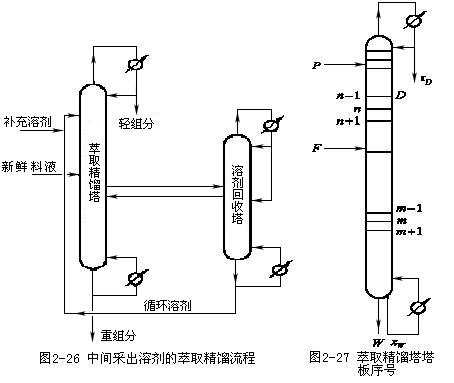 轻组分
补充溶剂
新鲜料液
萃取精馏塔
溶剂回收塔
循环溶剂
重组分
图2-26 中间采出溶剂的萃取精馏流程
P
x_D
n-1
D
n
n+1
F
m-1
m
m+1
W x_W
图2-27 萃取精馏塔塔
板序号